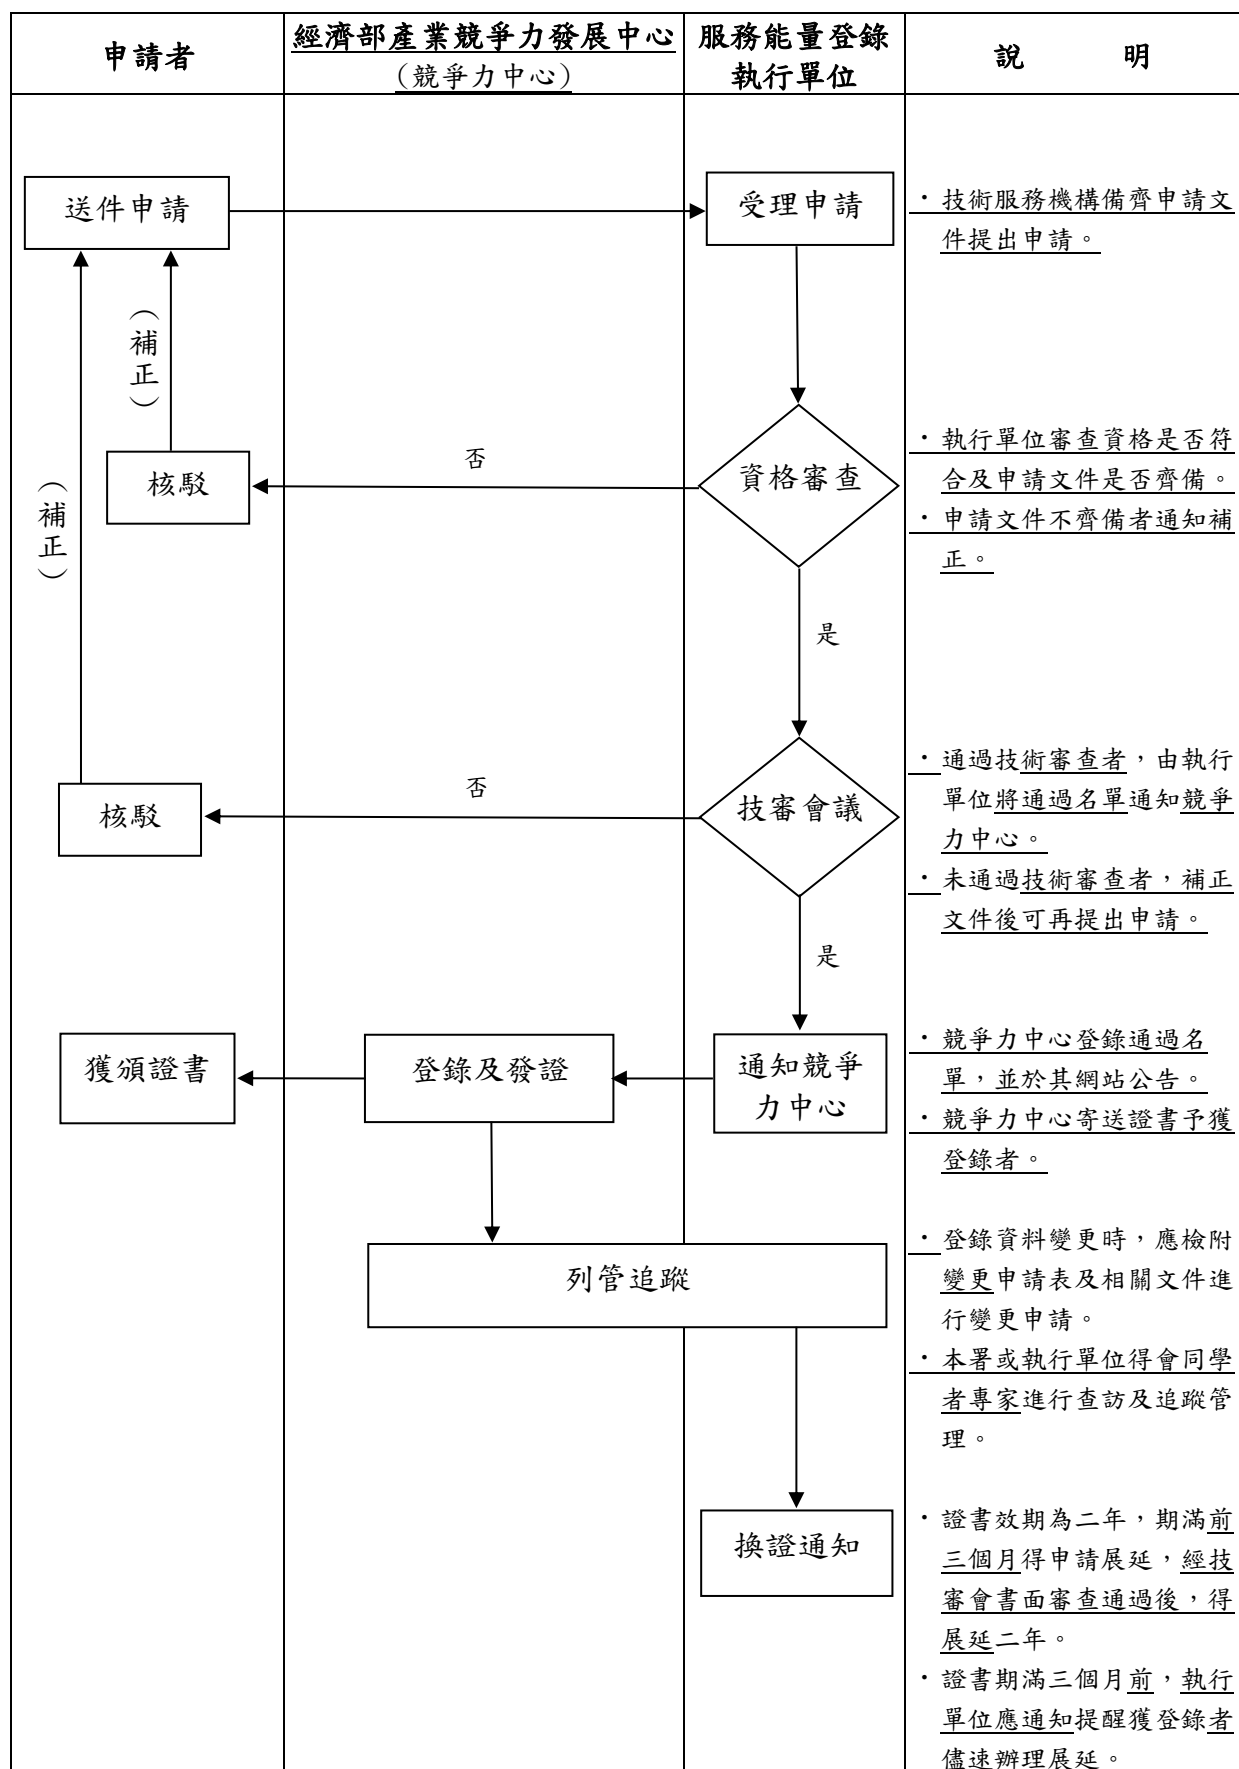 申請者
經濟部產業競爭力發展中心
(競爭力中心)
服務能量登錄
執行單位
說 明
送件申請
受理申請
・技術服務機構備齊申請文
件提出申請。
（補正）
（補正）
核駁
否
資格審查
・執行單位審查資格是否符
合及申請文件是否齊備。
・申請文件不齊備者通知補
正。
是
核駁
否
技審會議
・通過技術審查者，由執行
單位將通過名單通知競爭
力中心。
・未通過技術審查者，補正
文件後可再提出申請。
是
獲頒證書
登錄及發證
通知競爭
力中心
・競爭力中心登錄通過名
單，並於其網站公告。
・競爭力中心寄送證書予獲
登錄者。
列管追蹤
・登錄資料變更時，應檢附
變更申請表及相關文件進
行變更申請。
・本署或執行單位得會同學
者專家進行查訪及追蹤管
理。
換證通知
・證書效期為二年，期滿前
三個月得申請展延，經技
審會書面審查通過後，得
展延二年。
・證書期滿三個月前，執行
單位應通知提醒獲登錄者
儘速辦理展延。